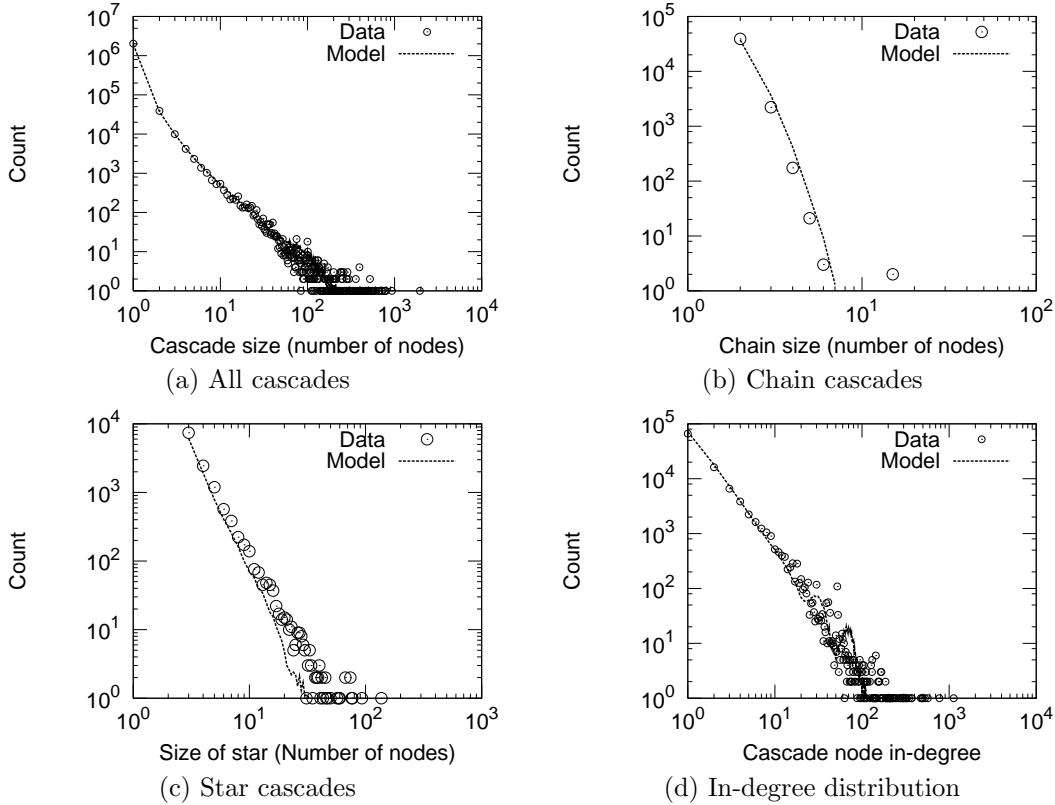 10^7
10^6
10^5
10^4
10^3
10^2
10^1
10^0
Count
10^0 10^1 10^2 10^3 10^4
Cascade size (number of nodes)
Data
Model
(a) All cascades
10^5
10^4
10^3
10^2
10^1
10^0
Count
10^0 10^1 10^2
Chain size (number of nodes)
Data
Model
(b) Chain cascades
10^4
10^3
10^2
10^1
10^0
Count
10^0 10^1 10^2 10^3
Size of star (Number of nodes)
Data
Model
(c) Star cascades
10^5
10^4
10^3
10^2
10^1
10^0
Count
10^0 10^1 10^2 10^3 10^4
Cascade node in-degree
Data
Model
(d) In-degree distribution